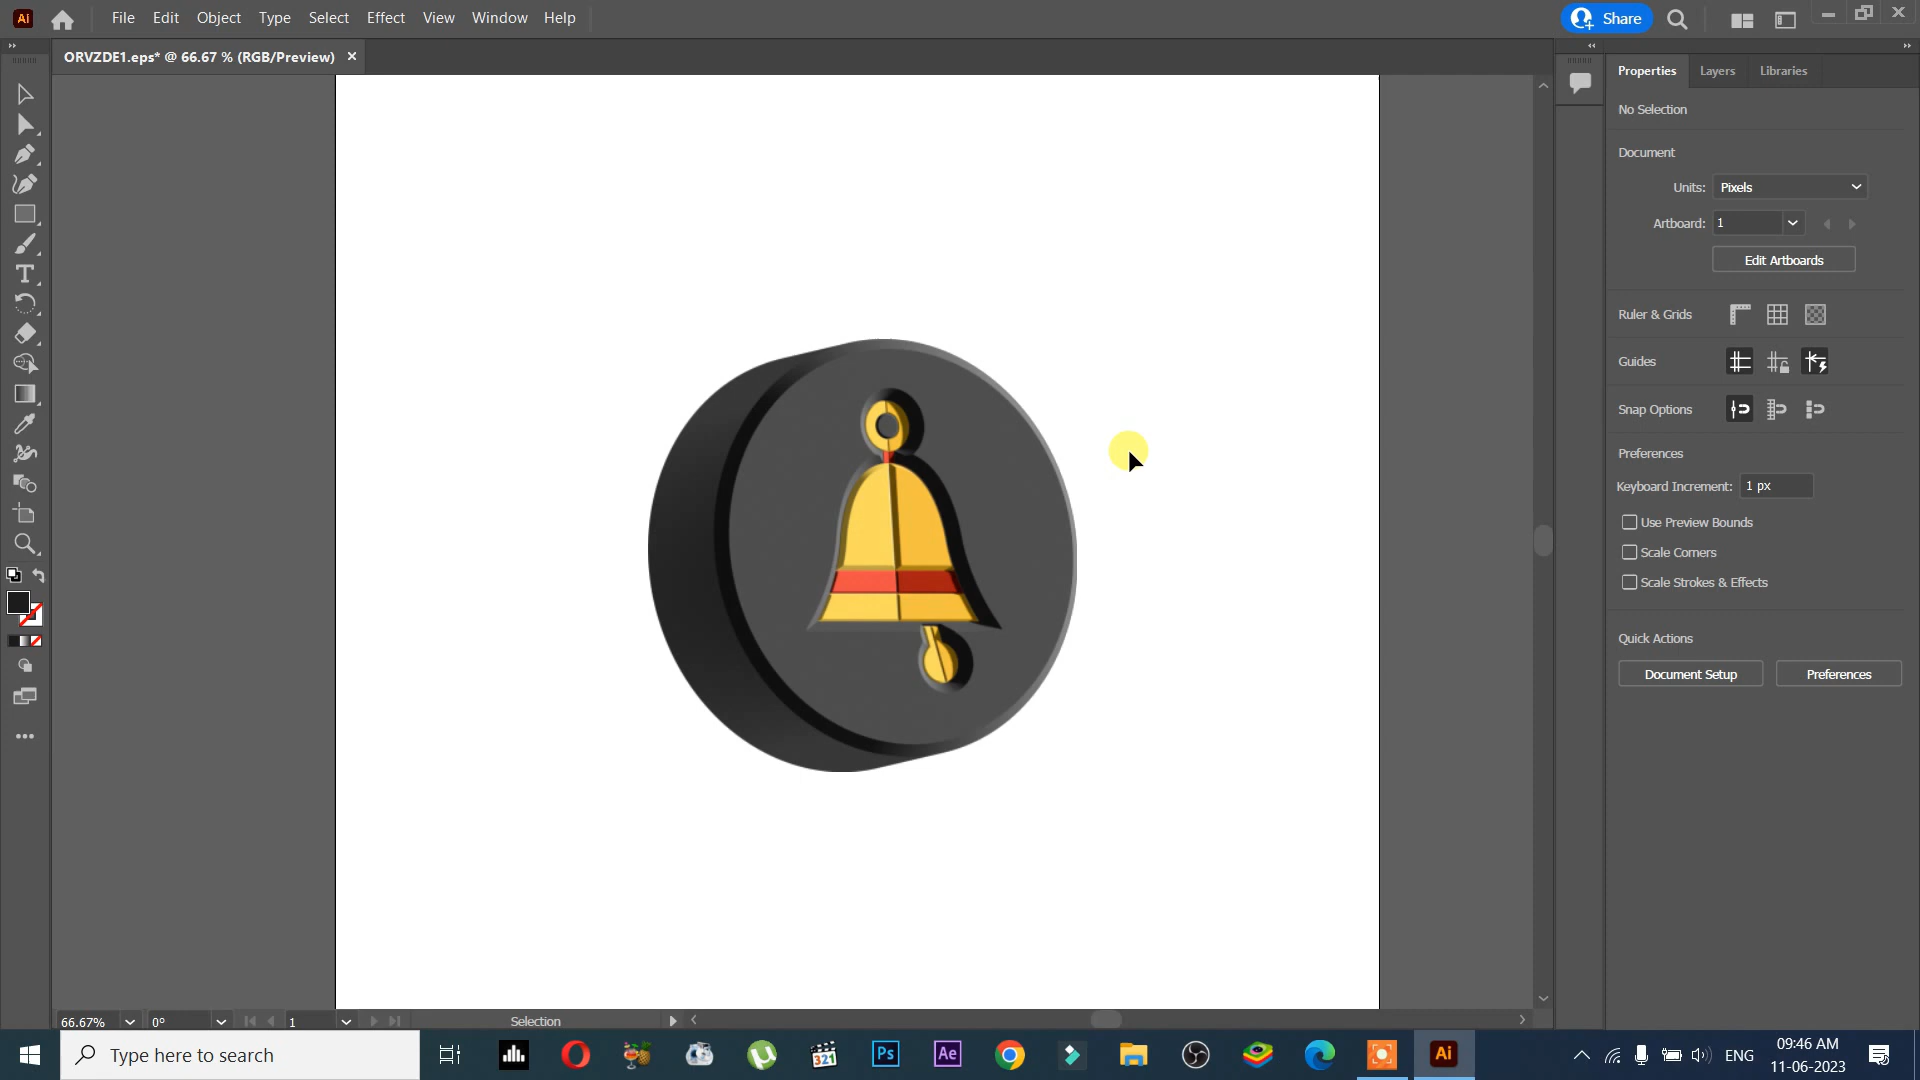 Ai
File Edit Object Type Select Effect View Window Help
Share
ORVZDE1.eps* @ 66.67 % (RGB/Preview)
Properties Layers Libraries
No Selection
Document
Units: Pixels
Artboard: 1
Edit Artboards
Ruler & Grids
Guides
Snap Options
Preferences
Keyboard Increment: 1 px
Use Preview Bounds
Scale Corners
Scale Strokes & Effects
Quick Actions
Document Setup Preferences
66.67% 0° 1 Selection
Type here to search
321
Ps
Ae
Ai
ENG
09:46 AM
11-06-2023